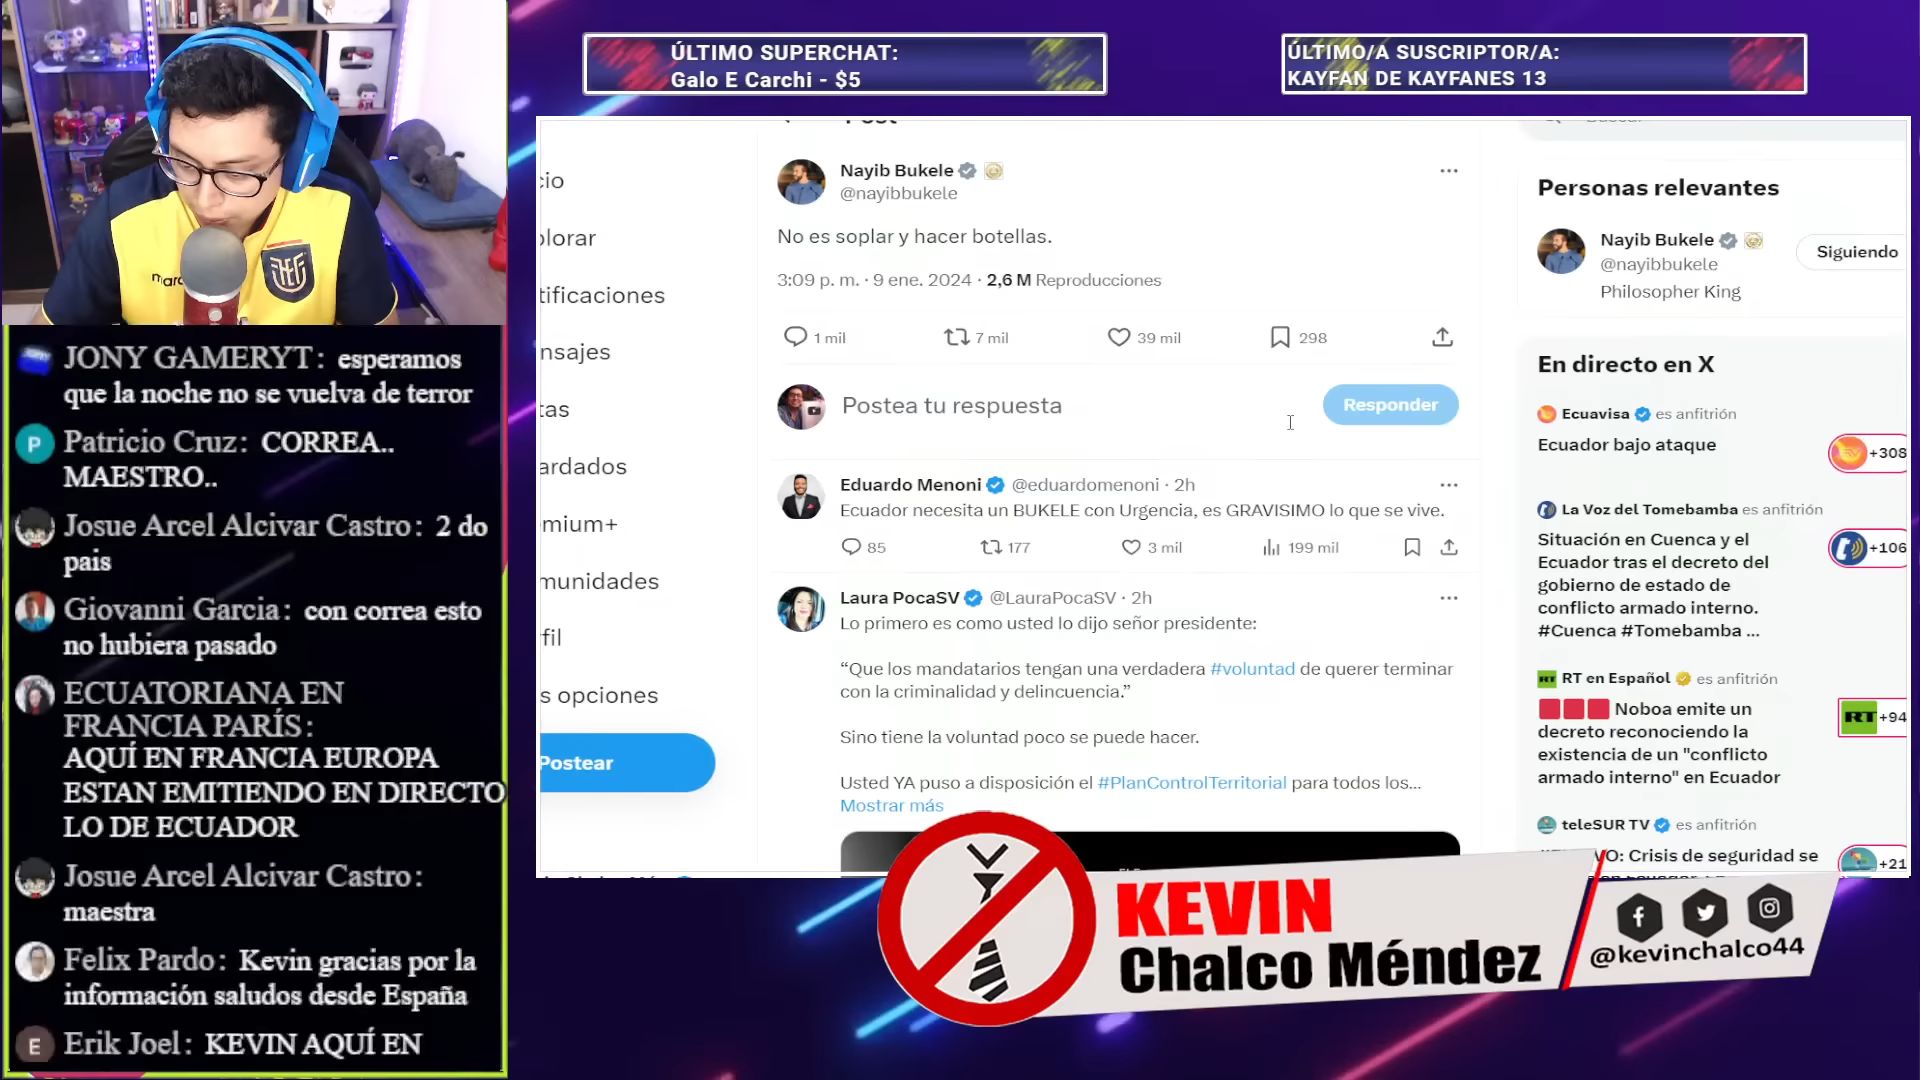 ÚLTIMO SUPERCHAT:
Galo E Carchi - $5
ÚLTIMO/A SUSCRIPTOR/A:
KAYFAN DE KAYFANES 13
JONY GAMERYT: esperamos
que la noche no se vuelva de terror
Patricio Cruz: CORREA..
MAESTRO..
Josue Arcel Alcivar Castro: 2 do
pais
Giovanni Garcia: con correa esto
no hubiera pasado
ECUATORIANA EN
FRANCIA PARÍS:
AQUÍ EN FRANCIA EUROPA
ESTAN EMITIENDO EN DIRECTO
LO DE ECUADOR
Josue Arcel Alcivar Castro:
maestra
Felix Pardo: Kevin gracias por la
información saludos desde España
E
Erik Joel: KEVIN AQUÍ EN
P
cio
plorar
tificaciones
nsajes
tas
ardados
mium+
munidades
fil
s opciones
Postear
Post
Nayib Bukele
@nayibbukele
No es soplar y hacer botellas.
3:09 p. m. · 9 ene. 2024 · 2,6 M Reproducciones
1 mil 7 mil 39 mil 298
Postea tu respuesta
Responder
Eduardo Menoni @eduardomenoni · 2h
Ecuador necesita un BUKELE con Urgencia, es GRAVISIMO lo que se vive.
85 177 3 mil 199 mil
Laura PocaSV @LauraPocaSV · 2h
Lo primero es como usted lo dijo señor presidente:
“Que los mandatarios tengan una verdadera #voluntad de querer terminar
con la criminalidad y delincuencia.”
Sino tiene la voluntad poco se puede hacer.
Usted YA puso a disposición el #PlanControlTerritorial para todos los...
Mostrar más
Personas relevantes
Nayib Bukele
@nayibbukele
Siguiendo
Philosopher King
En directo en X
Ecuavisa es anfitrión
Ecuador bajo ataque
+308
La Voz del Tomebamba es anfitrión
Situación en Cuenca y el
Ecuador tras el decreto del
gobierno de estado de
conflicto armado interno.
#Cuenca #Tomebamba ...
+106
RT RT en Español es anfitrión
Noboa emite un
decreto reconociendo la
existencia de un "conflicto
armado interno" en Ecuador
RT +94
teleSUR TV es anfitrión
VO: Crisis de seguridad se
+21
KEVIN
Chalco Méndez
@kevinchalco44